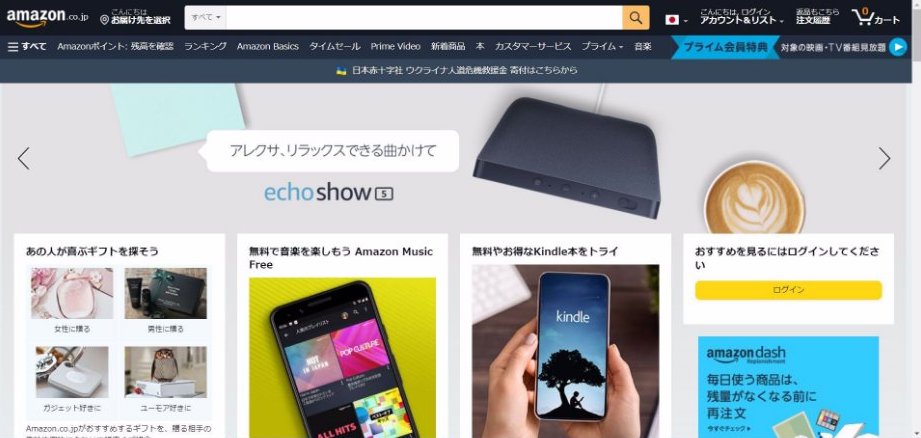 amazon.co.jp
こんにちは
お届け先を選択
すべて
こんにちは, ログイン
アカウント&リスト
返品もこちら
注文履歴
0
カート
すべて
Amazonポイント: 残高を確認
ランキング
Amazon Basics
タイムセール
Prime Video
新着商品
本
カスタマーサービス
プライム
音楽
プライム会員特典
対象の映画・TV番組見放題
日本赤十字社 ウクライナ人道危機救援金 寄付はこちらから
アレクサ、リラックスできる曲かけて
echo show 5
あの人が喜ぶギフトを探そう
女性に贈る
男性に贈る
ガジェット好きに
ユーモア好きに
Amazon.co.jpがおすすめするギフトを、贈る相手の
無料で音楽を楽しもう Amazon Music
Free
人気のプレイリスト
HOT
IN JAPAN
POP CULTURE
ALL HITS
無料やお得なKindle本をトライ
kindle
おすすめを見るにはログインしてくださ
い
ログイン
amazon dash
Replenishment
毎日使う商品は、
残量がなくなる前に
再注文
今すぐチェック